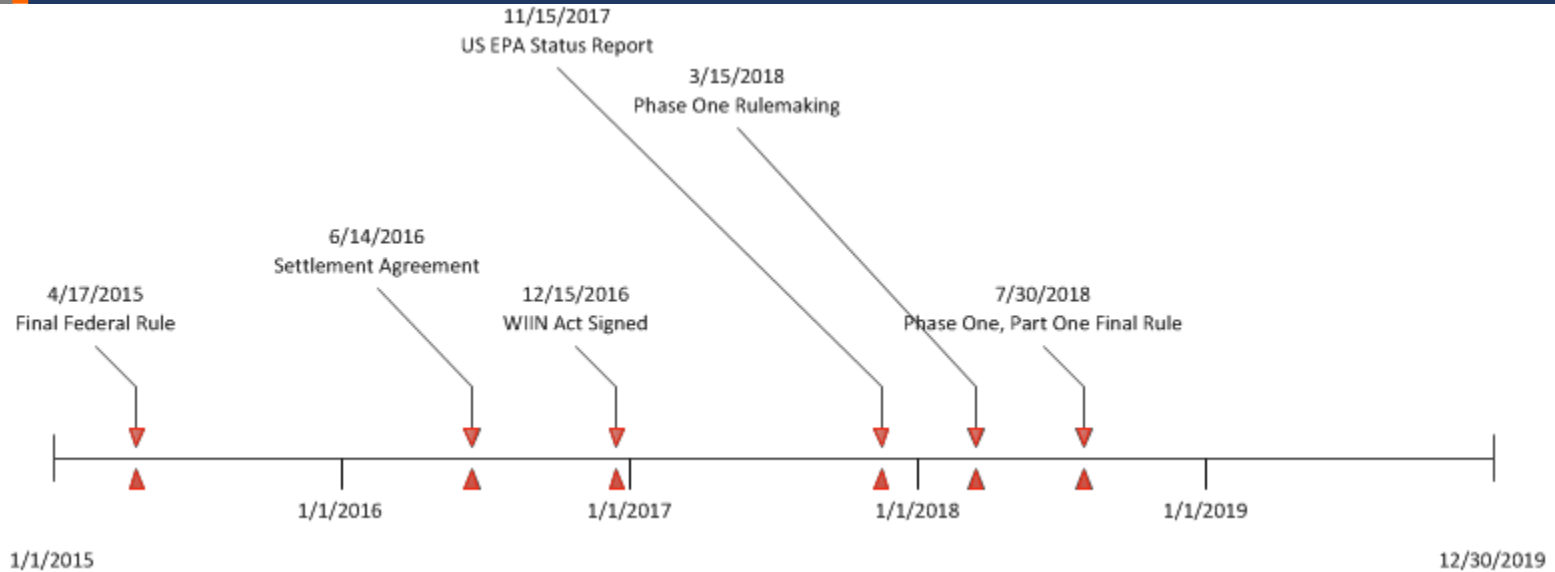 11/15/2017
US EPA Status Report
3/15/2018
Phase One Rulemaking
6/14/2016
Settlement Agreement
4/17/2015
Final Federal Rule
12/15/2016
WIIN Act Signed
7/30/2018
Phase One, Part One Final Rule
1/1/2016
1/1/2017
1/1/2018
1/1/2019
1/1/2015
12/30/2019